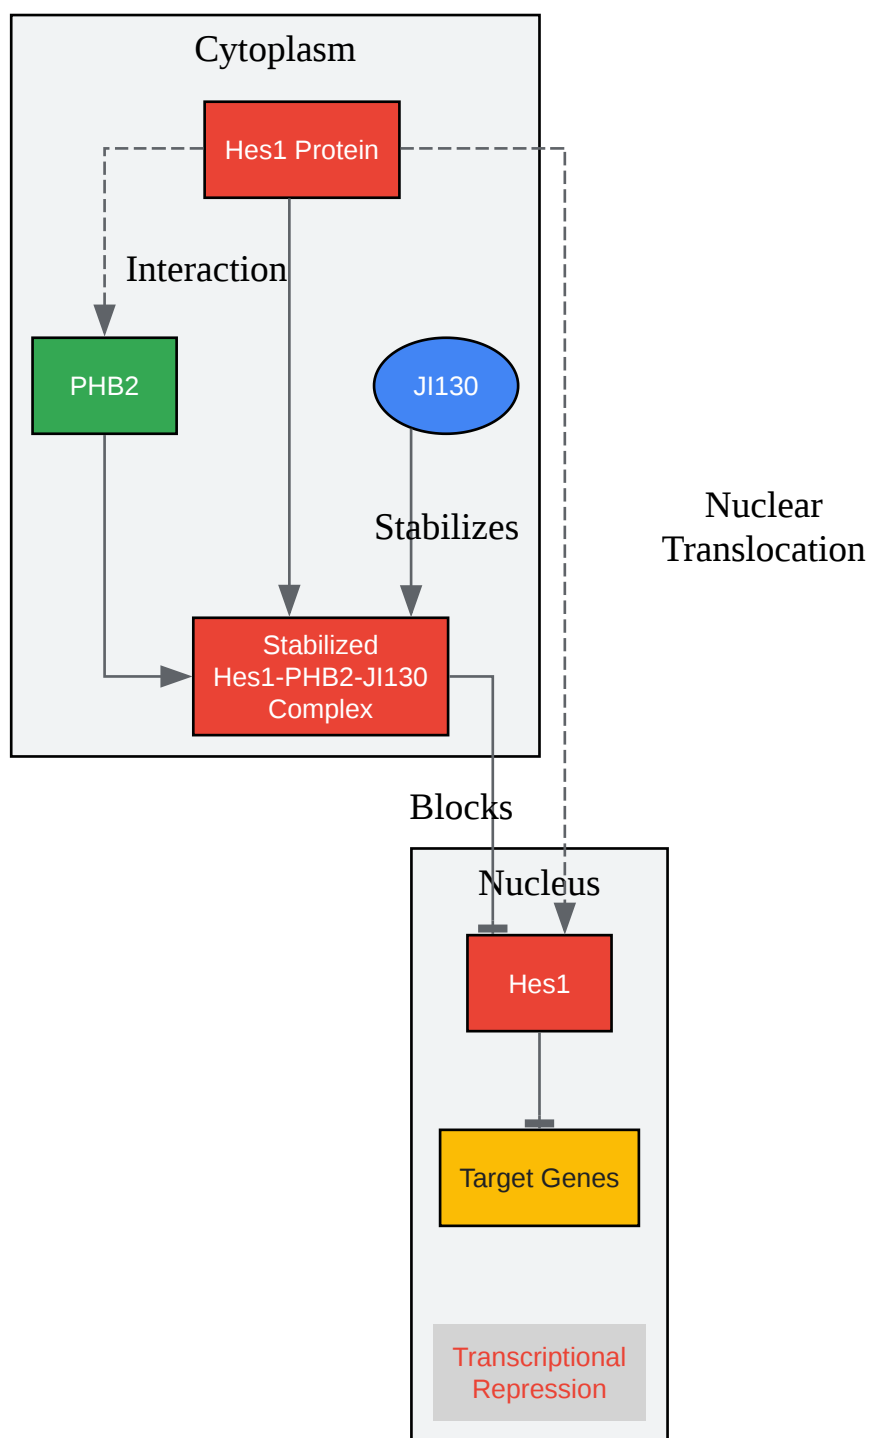 Cytoplasm
Hes1 Protein
Interaction
PHB2
JI130
Nuclear
Translocation
Stabilizes
Stabilized
Hes1-PHB2-JI130
Complex
Blocks
Nucleus
Hes1
Target Genes
Transcriptional
Repression